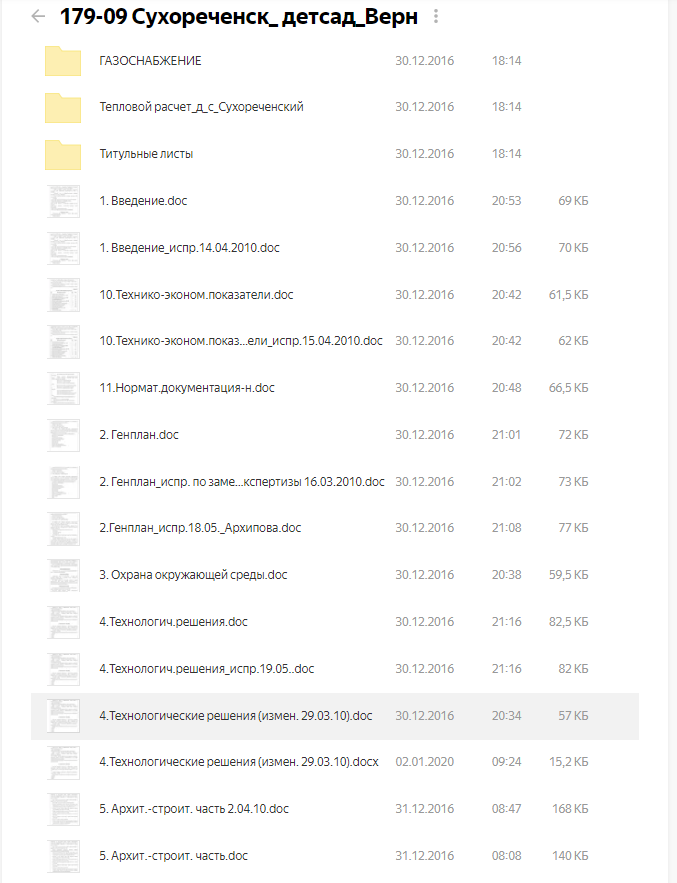 179-09 Сухореченск_ детсад_Верн
ГАЗОСНАБЖЕНИЕ 30.12.2016 18:14
Тепловой расчет_д_с_Сухореченский 30.12.2016 18:14
Титульные листы 30.12.2016 18:14
1. Введение.doc 30.12.2016 20:53 69 КБ
1. Введение_испр.14.04.2010.doc 30.12.2016 20:56 70 КБ
10.Технико-эконом.показатели.doc 30.12.2016 20:42 61,5 КБ
10.Технико-эконом.показ...ели_испр.15.04.2010.doc 30.12.2016 20:42 62 КБ
11.Нормат.документация-н.doc 30.12.2016 20:48 66,5 КБ
2. Генплан.doc 30.12.2016 21:01 72 КБ
2. Генплан_испр. по заме...кспертизы 16.03.2010.doc 30.12.2016 21:02 73 КБ
2.Генплан_испр.18.05._Архипова.doc 30.12.2016 21:08 77 КБ
3. Охрана окружающей среды.doc 30.12.2016 20:38 59,5 КБ
4.Технологич.решения.doc 30.12.2016 21:16 82,5 КБ
4.Технологич.решения_испр.19.05..doc 30.12.2016 21:16 82 КБ
4.Технологические решения (измен. 29.03.10).doc 30.12.2016 20:34 57 КБ
4.Технологические решения (измен. 29.03.10).docx 02.01.2020 09:24 15,2 КБ
5. Архит.-строит. часть 2.04.10.doc 31.12.2016 08:47 168 КБ
5. Архит.-строит. часть.doc 31.12.2016 08:08 140 КБ